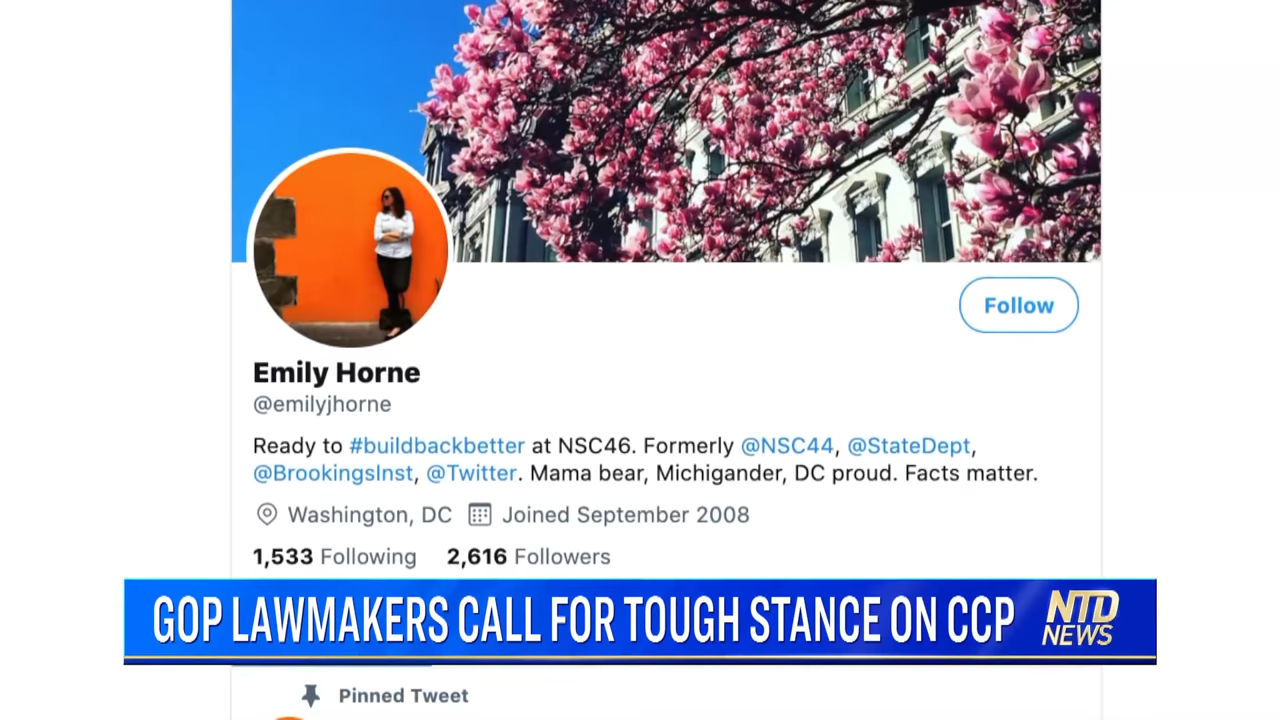 Follow
Emily Horne
@emilyjhorne
Ready to #buildbackbetter at NSC46. Formerly @NSC44, @StateDept,
@BrookingsInst, @Twitter. Mama bear, Michigander, DC proud. Facts matter.
Washington, DC Joined September 2008
1,533 Following 2,616 Followers
GOP LAWMAKERS CALL FOR TOUGH STANCE ON CCP
NTD
NEWS
Pinned Tweet